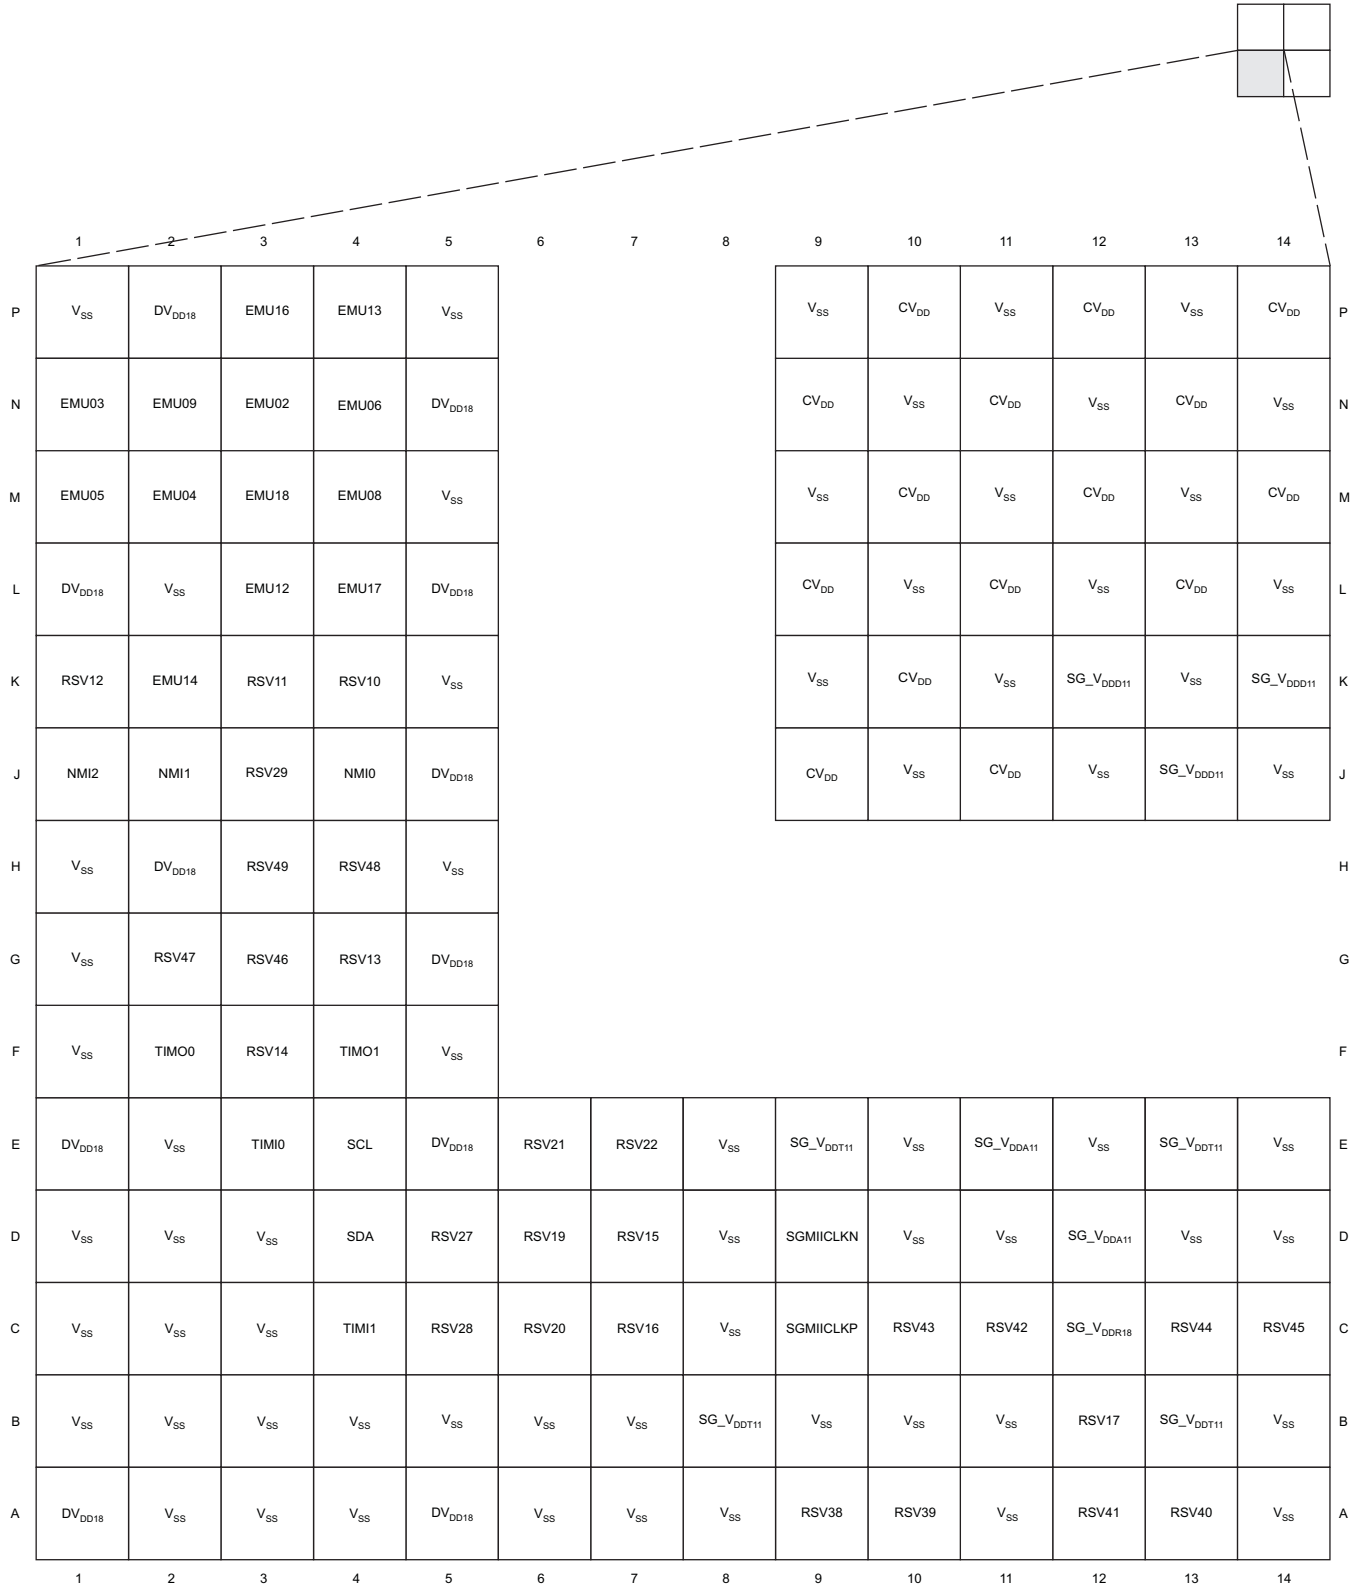 1 2 3 4 5 6 7 8 9 10 11 12 13 14
P VSS DVDD18 EMU16 EMU13 VSS VSS CVDD VSS CVDD VSS CVDD P
N EMU03 EMU09 EMU02 EMU06 DVDD18 CVDD VSS CVDD VSS CVDD VSS N
M EMU05 EMU04 EMU18 EMU08 VSS VSS CVDD VSS CVDD VSS CVDD M
L DVDD18 VSS EMU12 EMU17 DVDD18 CVDD VSS CVDD VSS CVDD VSS L
K RSV12 EMU14 RSV11 RSV10 VSS VSS CVDD VSS SG_VDDD11 VSS SG_VDDD11 K
J NMI2 NMI1 RSV29 NMI0 DVDD18 CVDD VSS CVDD VSS SG_VDDD11 VSS J
H VSS DVDD18 RSV49 RSV48 VSS H
G VSS RSV47 RSV46 RSV13 DVDD18 G
F VSS TIMO0 RSV14 TIMO1 VSS F
E DVDD18 VSS TIMI0 SCL DVDD18 RSV21 RSV22 VSS SG_VDDT11 VSS SG_VDDA11 VSS SG_VDDT11 VSS E
D VSS VSS VSS SDA RSV27 RSV19 RSV15 VSS SGMIICLKN VSS VSS SG_VDDA11 VSS VSS D
C VSS VSS VSS TIMI1 RSV28 RSV20 RSV16 VSS SGMIICLKP RSV43 RSV42 SG_VDDR18 RSV44 RSV45 C
B VSS VSS VSS VSS VSS VSS VSS SG_VDDT11 VSS VSS VSS RSV17 SG_VDDT11 VSS B
A DVDD18 VSS VSS VSS DVDD18 VSS VSS VSS RSV38 RSV39 VSS RSV41 RSV40 VSS A
1 2 3 4 5 6 7 8 9 10 11 12 13 14